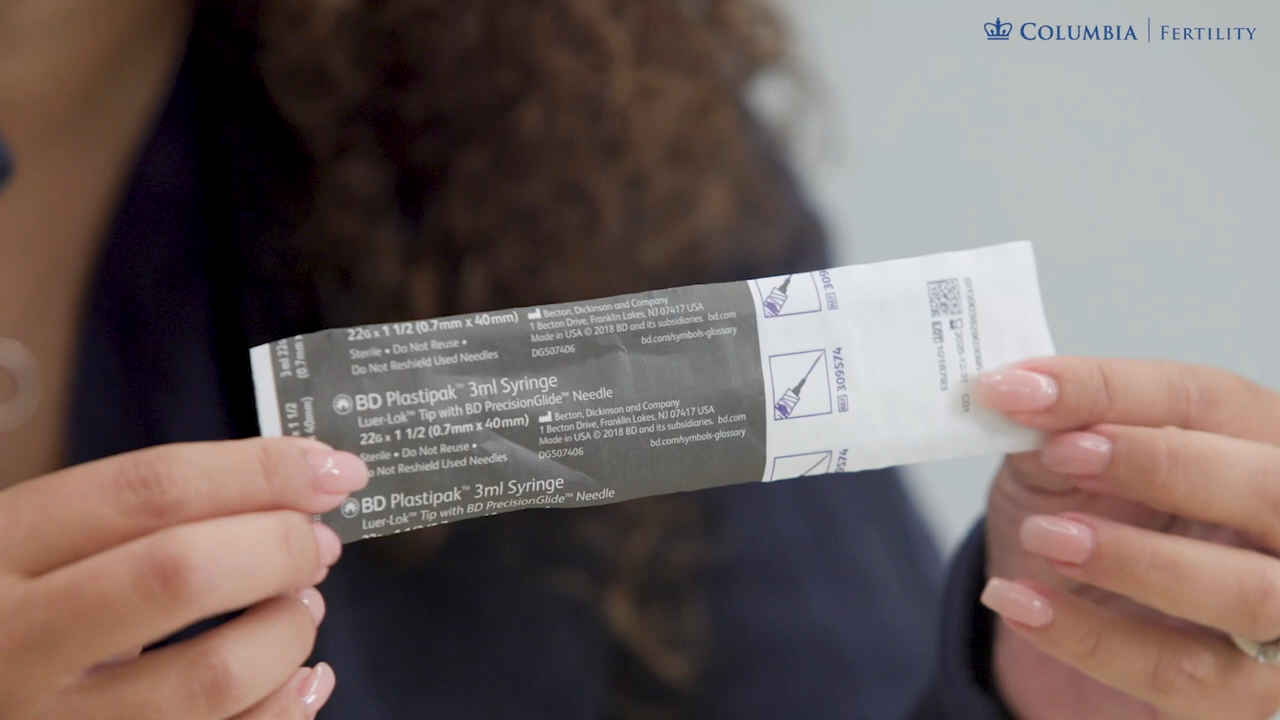 COLUMBIA | FERTILITY
22G x 1 1/2 (0.7mm x 40mm)
Sterile • Do Not Reuse •
Do Not Reshield Used Needles
Becton, Dickinson and Company
1 Becton Drive, Franklin Lakes, NJ 07417 USA
Made in USA © 2018 BD and its subsidiaries. bd.com
DG507406 bd.com/symbols-glossary
BD Plastipak™ 3ml Syringe
Luer-Lok™ Tip with BD PrecisionGlide™ Needle
22G x 1 1/2 (0.7mm x 40mm)
Sterile • Do Not Reuse •
Do Not Reshield Used Needles
Becton, Dickinson and Company
1 Becton Drive, Franklin Lakes, NJ 07417 USA
Made in USA © 2018 BD and its subsidiaries. bd.com
DG507406 bd.com/symbols-glossary
BD Plastipak™ 3ml Syringe
Luer-Lok™ Tip with BD PrecisionGlide™ Needle
REF 309574